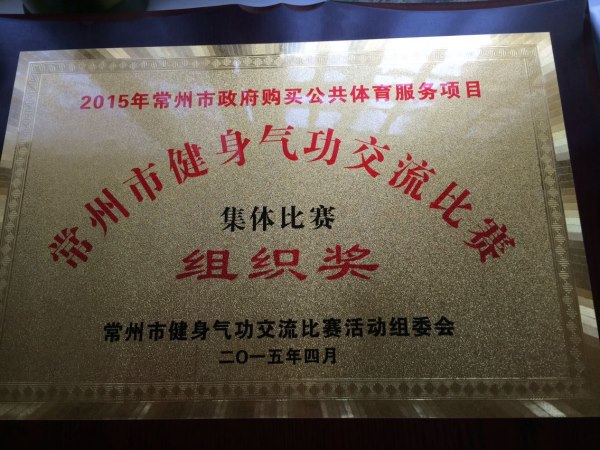 2015年常州市政府购买公共体育服务项目
常州市健身气功交流比赛
集体比赛
组织奖
常州市健身气功交流比赛活动组委会
二〇一五年四月